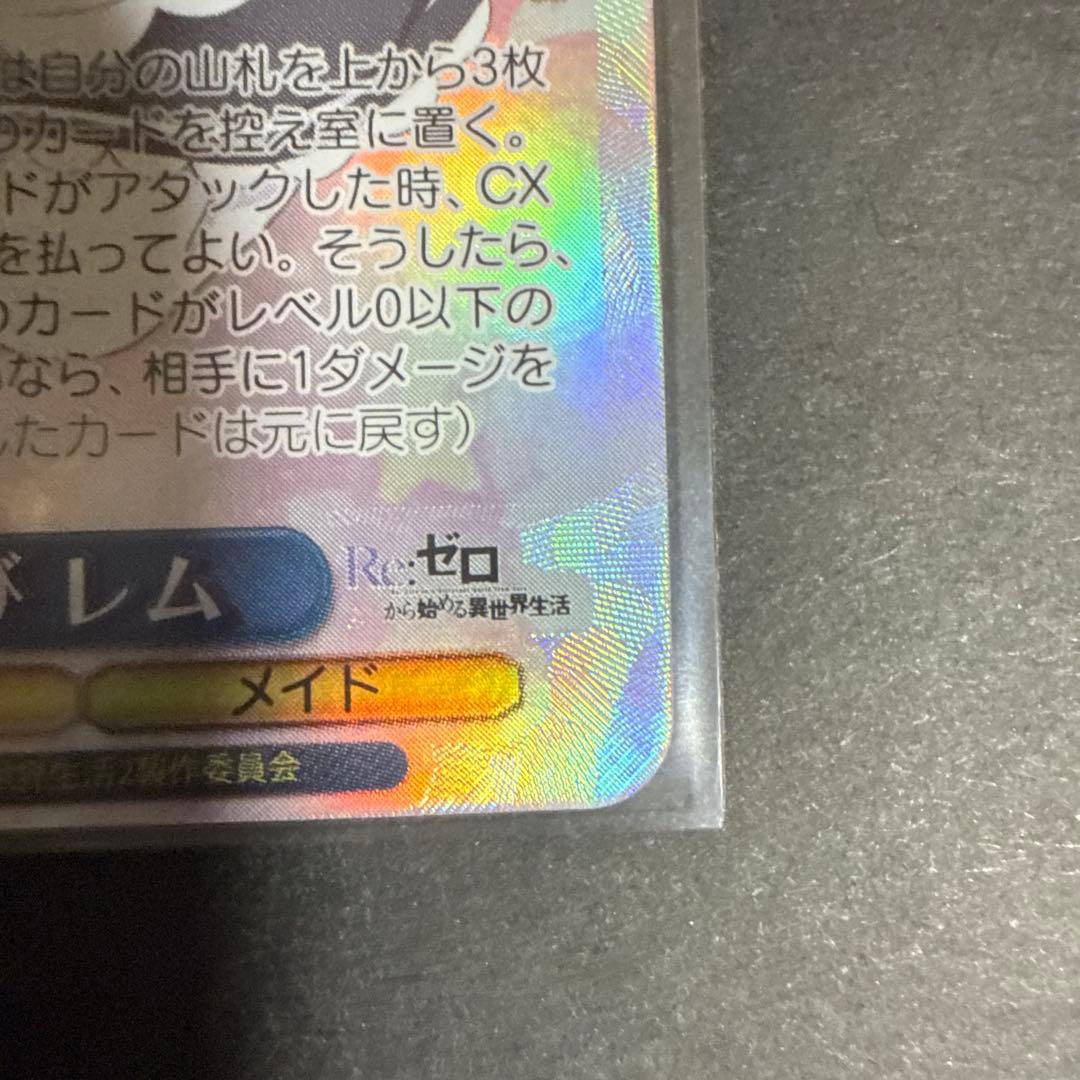 は自分の山札を上から3枚
のカードを控え室に置く。
ドがアタックした時、CX
を払ってよい。そうしたら、
のカードがレベル0以下の
なら、相手に1ダメージを
したカードは元に戻す)
Re:ゼロ
から始める異世界生活
び レム
メイド
2製作委員会